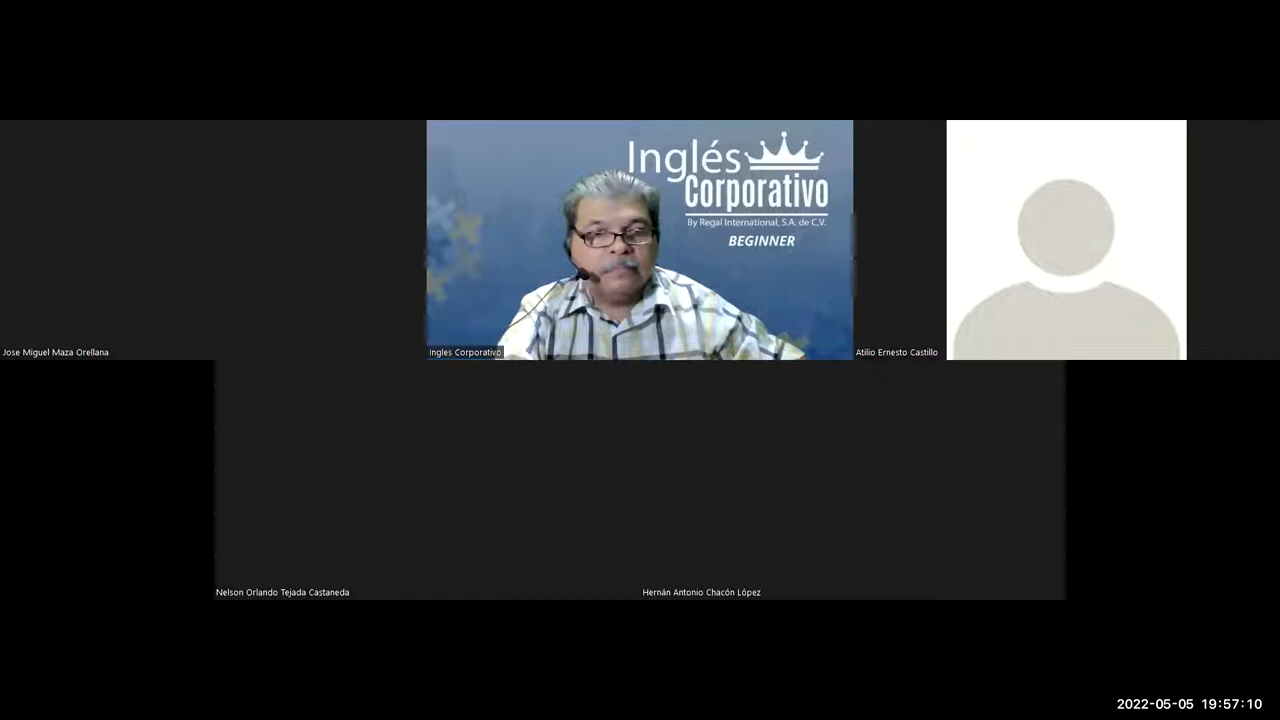 Inglés
Corporativo
By Regal International, S.A. de C.V.
BEGINNER
Jose Miguel Maza Orellana
Ingles Corporativo
Atilio Ernesto Castillo
Nelson Orlando Tejada Castaneda
Hernán Antonio Chacón López
2022-05-05 19:57:10